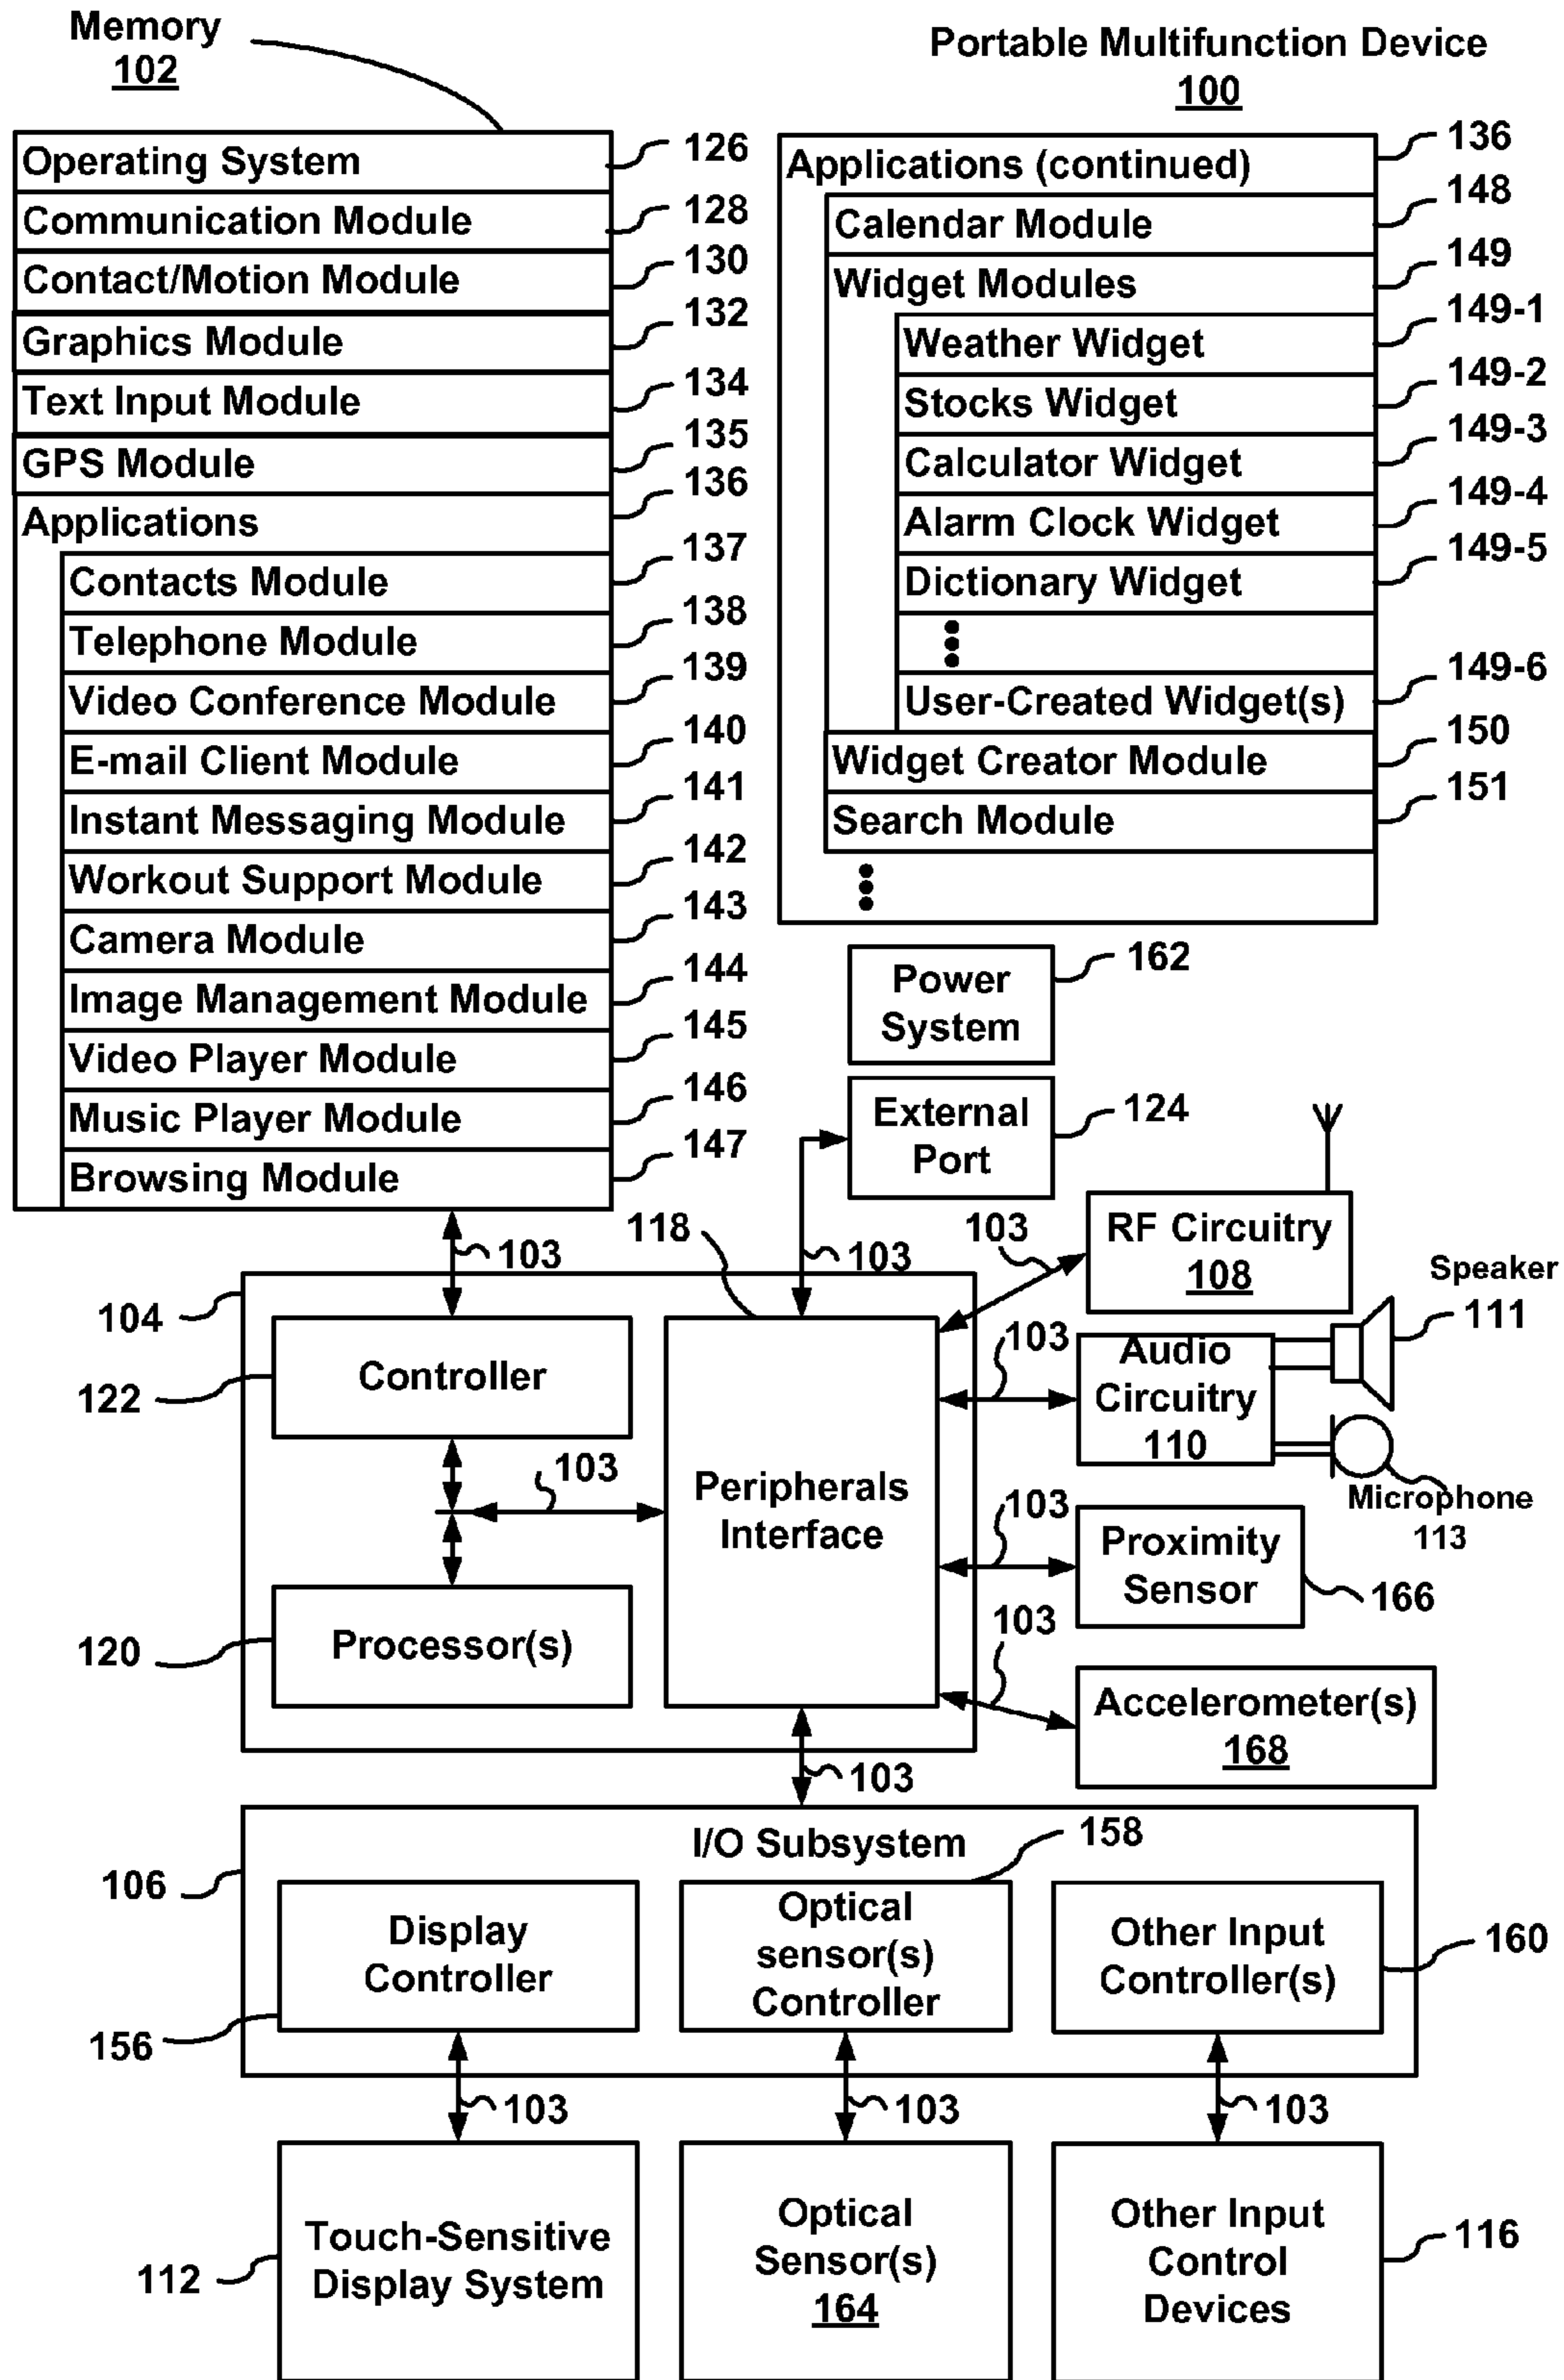 Memory
102
Portable Multifunction Device
100
Operating System
126
Communication Module
128
Contact/Motion Module
130
Graphics Module
132
Text Input Module
134
GPS Module
135
Applications
136
Contacts Module
137
Telephone Module
138
Video Conference Module
139
E-mail Client Module
140
Instant Messaging Module
141
Workout Support Module
142
Camera Module
143
Image Management Module
144
Video Player Module
145
Music Player Module
146
Browsing Module
147
Applications (continued)
136
Calendar Module
148
Widget Modules
149
Weather Widget
149-1
Stocks Widget
149-2
Calculator Widget
149-3
Alarm Clock Widget
149-4
Dictionary Widget
149-5
User-Created Widget(s)
149-6
Widget Creator Module
150
Search Module
151
Power
System
162
External
Port
124
RF Circuitry
108
Speaker
111
Audio
Circuitry
110
Microphone
113
Proximity
Sensor
166
Accelerometer(s)
168
103
118
103
103
104
Controller
122
103
103
Peripherals
Interface
103
103
Processor(s)
120
103
I/O Subsystem
158
106
Display
Controller
156
Optical
sensor(s)
Controller
Other Input
Controller(s)
160
103
103
103
Touch-Sensitive
Display System
112
Optical
Sensor(s)
164
Other Input
Control
Devices
116